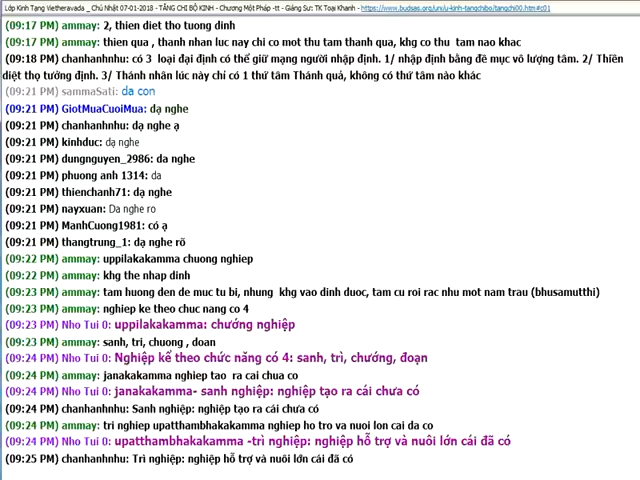 Lớp Kinh Tạng Vietheravada _ Chủ Nhật 07-01-2018 - TĂNG CHI BỘ KINH - Chương Một Pháp -tt - Giảng Sư: TK Toại Khanh - https://www.budsas.org/uni/u-kinh-tangchibo/tangchi00.htm#c01
(09:17 PM) ammay: 2, thien diet tho tuong dinh
(09:17 PM) ammay: thien qua , thanh nhan luc nay chi co mot thu tam thanh qua, khg co thu tam nao khac
(09:18 PM) chanhanhnhu: có 3 loại đại định có thể giữ mạng người nhập định. 1/ nhập định bằng đề mục vô lượng tâm. 2/ Thiền
diệt thọ tưởng định. 3/ Thánh nhân lúc này chỉ có 1 thứ tâm Thánh quả, không có thứ tâm nào khác
(09:21 PM) sammaSati: da con
(09:21 PM) GiotMuaCuoiMua: dạ nghe
(09:21 PM) chanhanhnhu: dạ nghe ạ
(09:21 PM) kinhduc: dạ nghe
(09:21 PM) dungnguyen_2986: da nghe
(09:21 PM) phuong anh 1314: da
(09:21 PM) thienchanh71: dạ nghe
(09:21 PM) nayxuan: Da nghe ro
(09:21 PM) ManhCuong1981: có ạ
(09:21 PM) thangtrung_1: dạ nghe rõ
(09:22 PM) ammay: uppilakakamma chuong nghiep
(09:22 PM) ammay: khg the nhap dinh
(09:23 PM) ammay: tam huong den de muc tu bi, nhung khg vao dinh duoc, tam cu roi rac nhu mot nam trau (bhusamutthi)
(09:23 PM) ammay: nghiep ke theo chuc nang co 4
(09:23 PM) Nho Tui 0: uppilakakamma: chướng nghiệp
(09:23 PM) ammay: sanh, tri, chuong , doan
(09:24 PM) Nho Tui 0: Nghiệp kể theo chức năng có 4: sanh, trì, chướng, đoạn
(09:24 PM) ammay: janakakamma nghiep tao ra cai chua co
(09:24 PM) Nho Tui 0: janakakamma- sanh nghiệp: nghiệp tạo ra cái chưa có
(09:24 PM) chanhanhnhu: Sanh nghiệp: nghiệp tạo ra cái chưa có
(09:24 PM) ammay: tri nghiep upatthambhakakamma nghiep ho tro va nuoi lon cai da co
(09:24 PM) Nho Tui 0: upatthambhakakamma -trì nghiệp: nghiệp hỗ trợ và nuôi lớn cái đã có
(09:25 PM) chanhanhnhu: Trì nghiệp: nghiệp hỗ trợ và nuôi lớn cái đã có